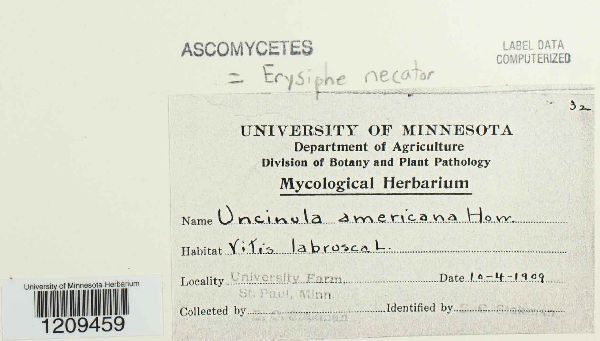 ASCOMYCETES
LABEL DATA
COMPUTERIZED
= Erysiphe necator
32
UNIVERSITY OF MINNESOTA
Department of Agriculture
Division of Botany and Plant Pathology
Mycological Herbarium
Name Uncinula americana How.
Habitat Vitis labrusca L.
Locality University Farm,
St. Paul, Minn
Date 10-4-1909
Collected by
Identified by
University of Minnesota Herbarium
1209459